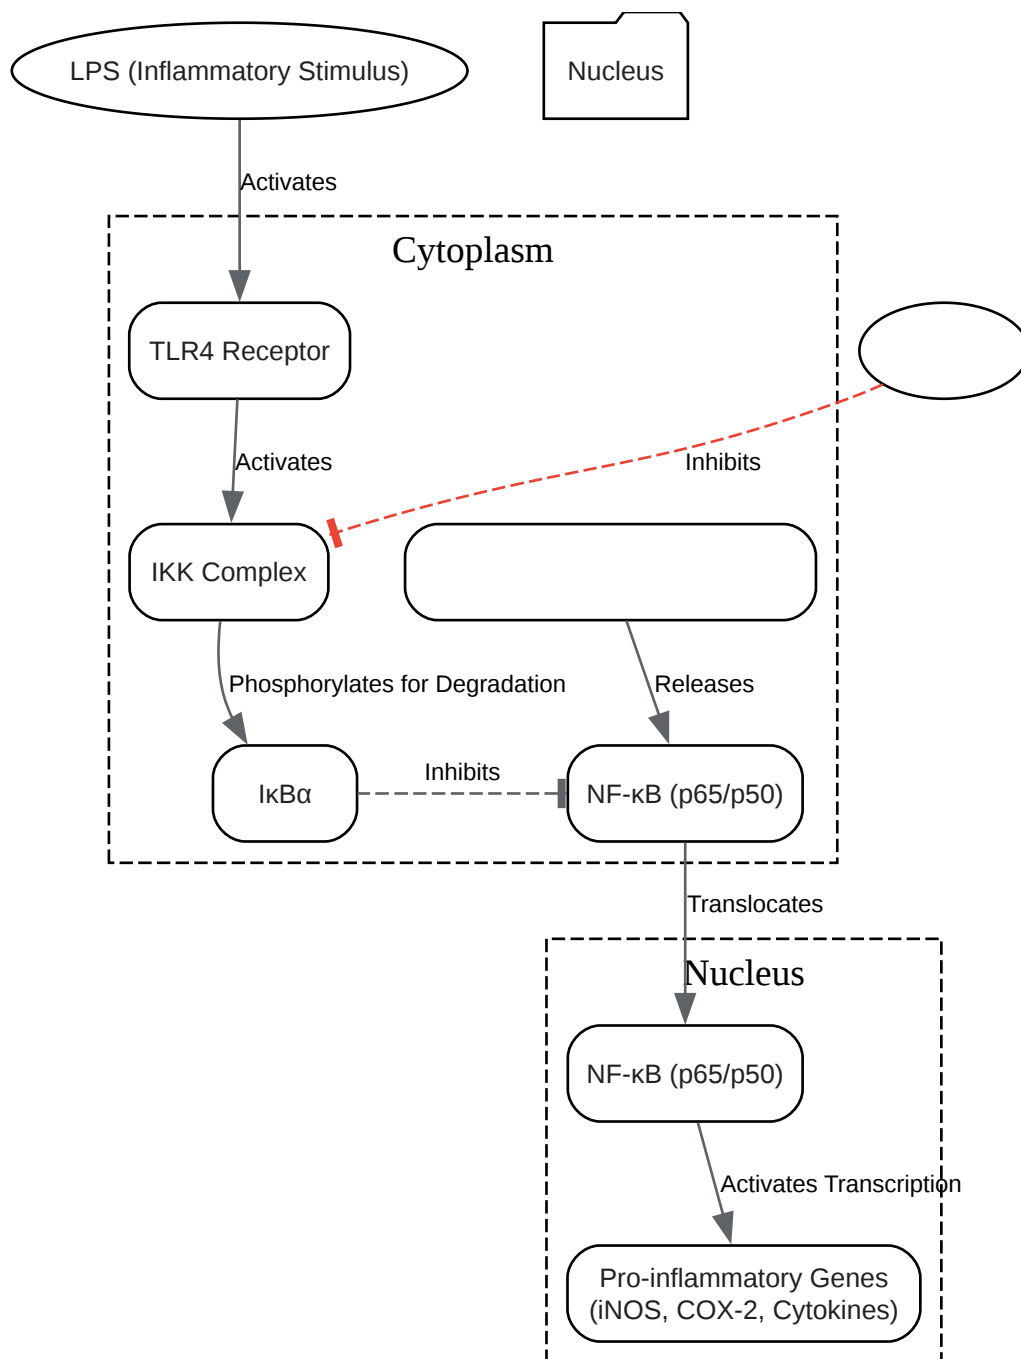 LPS (Inflammatory Stimulus)
Nucleus
Activates
Cytoplasm
TLR4 Receptor
Activates
Inhibits
IKK Complex
Phosphorylates for Degradation
Releases
IκBα
Inhibits
NF-κB (p65/p50)
Translocates
Nucleus
NF-κB (p65/p50)
Activates Transcription
Pro-inflammatory Genes
(iNOS, COX-2, Cytokines)